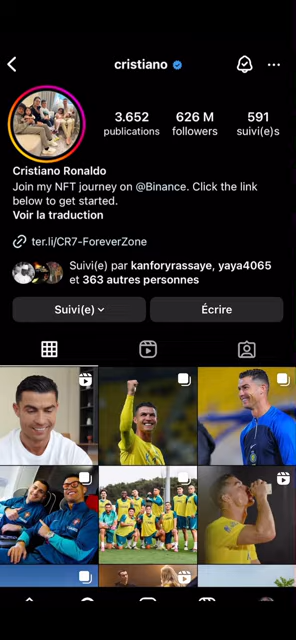 cristiano
3.652
publications
626 M
followers
591
suivi(e)s
Cristiano Ronaldo
Join my NFT journey on @Binance. Click the link
below to get started.
Voir la traduction
ter.li/CR7-ForeverZone
Suivi(e) par kanforyrassaye, yaya4065
et 363 autres personnes
Suivi(e)
Écrire